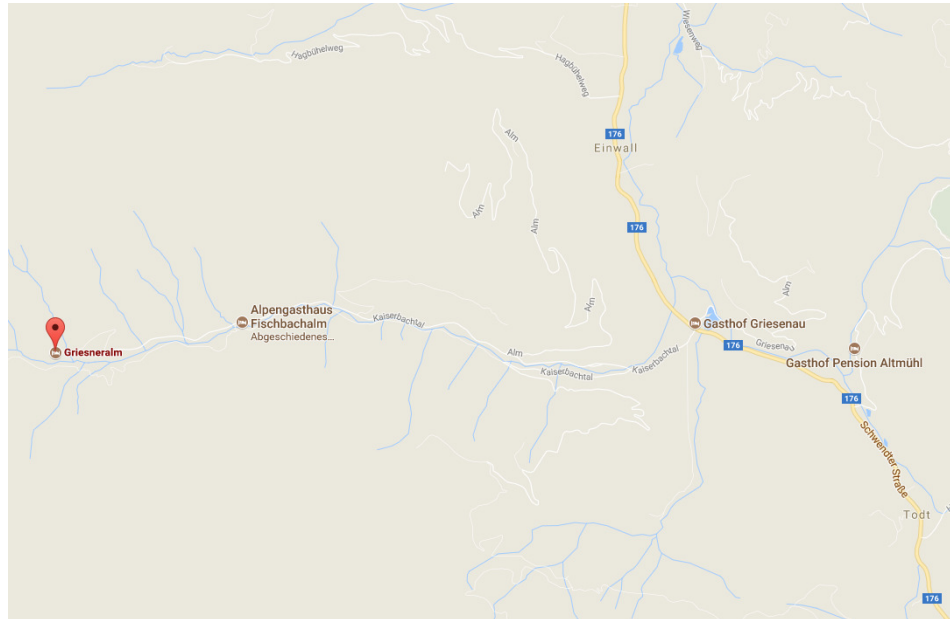 Hagbühelweg
Hagbühelweg
Wiesenweg
176
Einwall
Alm
Alm
Alm
176
Alm
Alm
Alpengasthaus
Fischbachalm
Abgeschiedenes...
Kaiserbachtal
Gasthof Griesenau
176
Griesenau
Griesneralm
Alm
Kaiserbachtal
Kaiserbachtal
Gasthof Pension Altmühl
176
Schwendter Straße
Todt
176